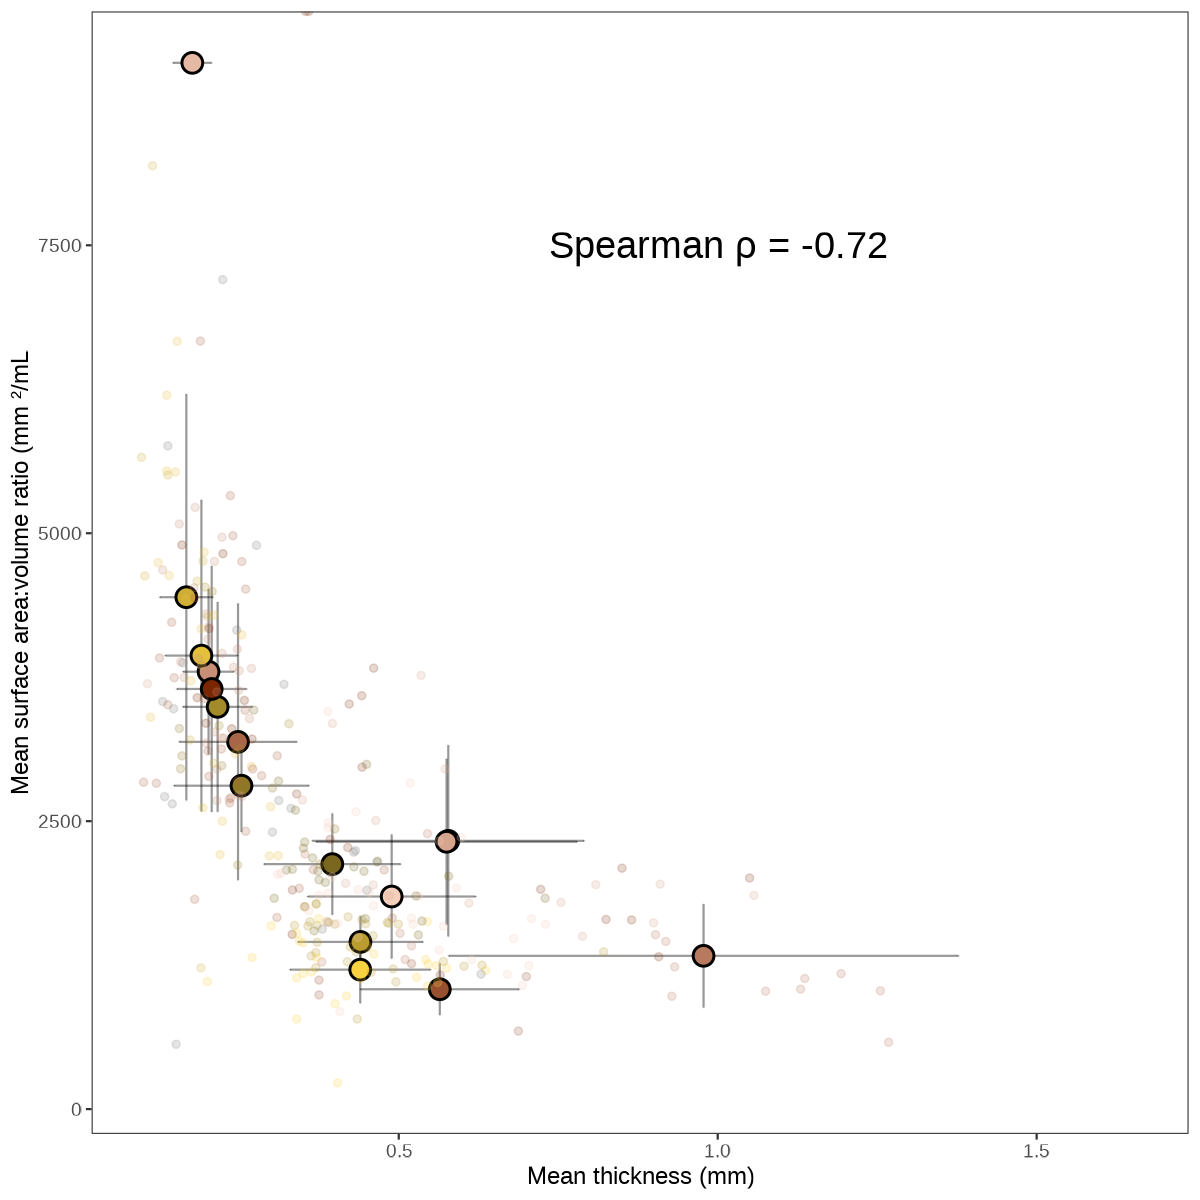 Spearman ρ = -0.72
Mean surface area:volume ratio (mm ²/mL
7500
5000
2500
0
0.5
1.0
1.5
Mean thickness (mm)